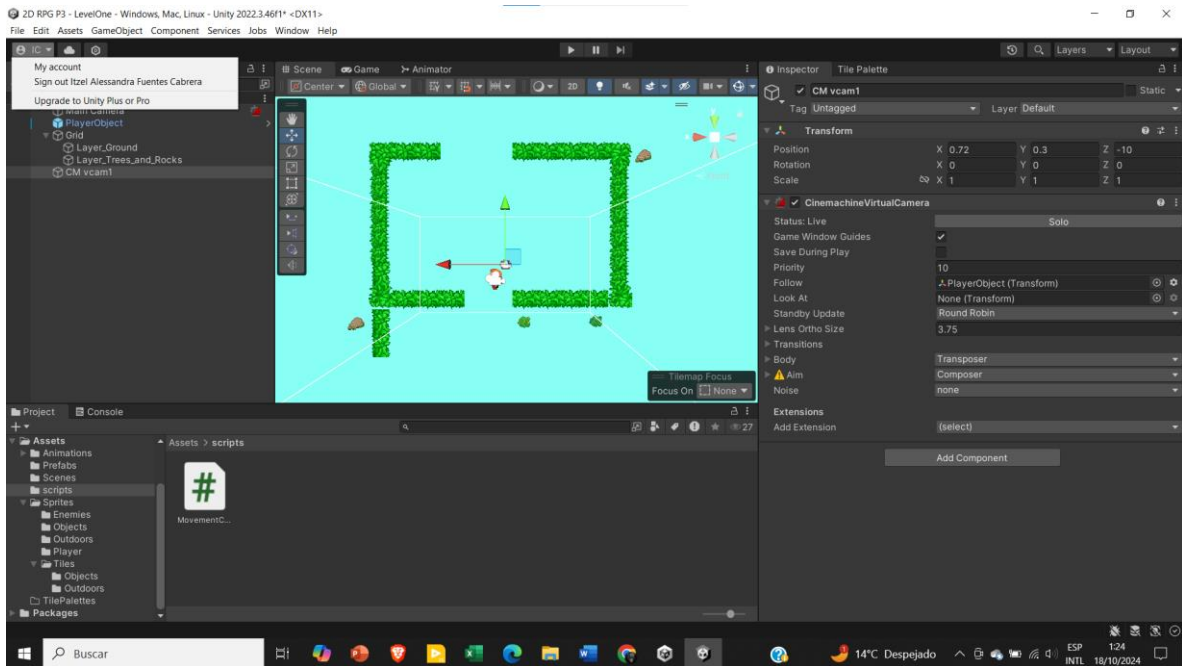 2D RPG P3 - LevelOne - Windows, Mac, Linux - Unity 2022.3.46f1* <DX11>
File Edit Assets GameObject Component Services Jobs Window Help
IC
Layers Layout
My account
Sign out Itzel Alessandra Fuentes Cabrera
Upgrade to Unity Plus or Pro
Scene Game Animator
Center Global 2D
Main Camera
PlayerObject
Grid
Layer_Ground
Layer_Trees_and_Rocks
CM vcam1
Tilemap Focus
Focus On None
Inspector Tile Palette
CM vcam1 Static
Tag Untagged Layer Default
Transform
Position X 0.72 Y 0.3 Z -10
Rotation X 0 Y 0 Z 0
Scale X 1 Y 1 Z 1
CinemachineVirtualCamera
Status: Live Solo
Game Window Guides
Save During Play
Priority 10
Follow PlayerObject (Transform)
Look At None (Transform)
Standby Update Round Robin
Lens Ortho Size 3.75
Transitions
Body Transposer
Aim Composer
Noise none
Extensions
Add Extension (select)
Add Component
Project Console
27
Assets
Animations
Prefabs
Scenes
scripts
Sprites
Enemies
Objects
Outdoors
Player
Tiles
Objects
Outdoors
TilePalettes
Packages
Assets > scripts
#
MovementC...
Buscar
14°C Despejado
ESP
INTL
1:24
18/10/2024